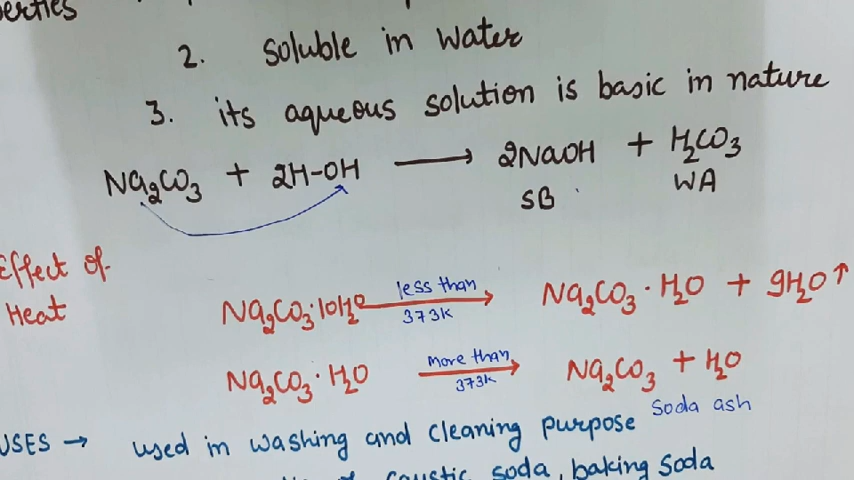 2. Soluble in water
3. its aqueous solution is basic in nature
Na₂CO₃ + 2H-OH ⟶ 2NaOH + H₂CO₃
SB WA
Effect of Heat
Na₂CO₃·10H₂O less than 373K ⟶ Na₂CO₃·H₂O + 9H₂O↑
Na₂CO₃·H₂O more than 373K ⟶ Na₂CO₃ + H₂O
Soda ash
USES → used in washing and cleaning purpose
of caustic soda, baking soda